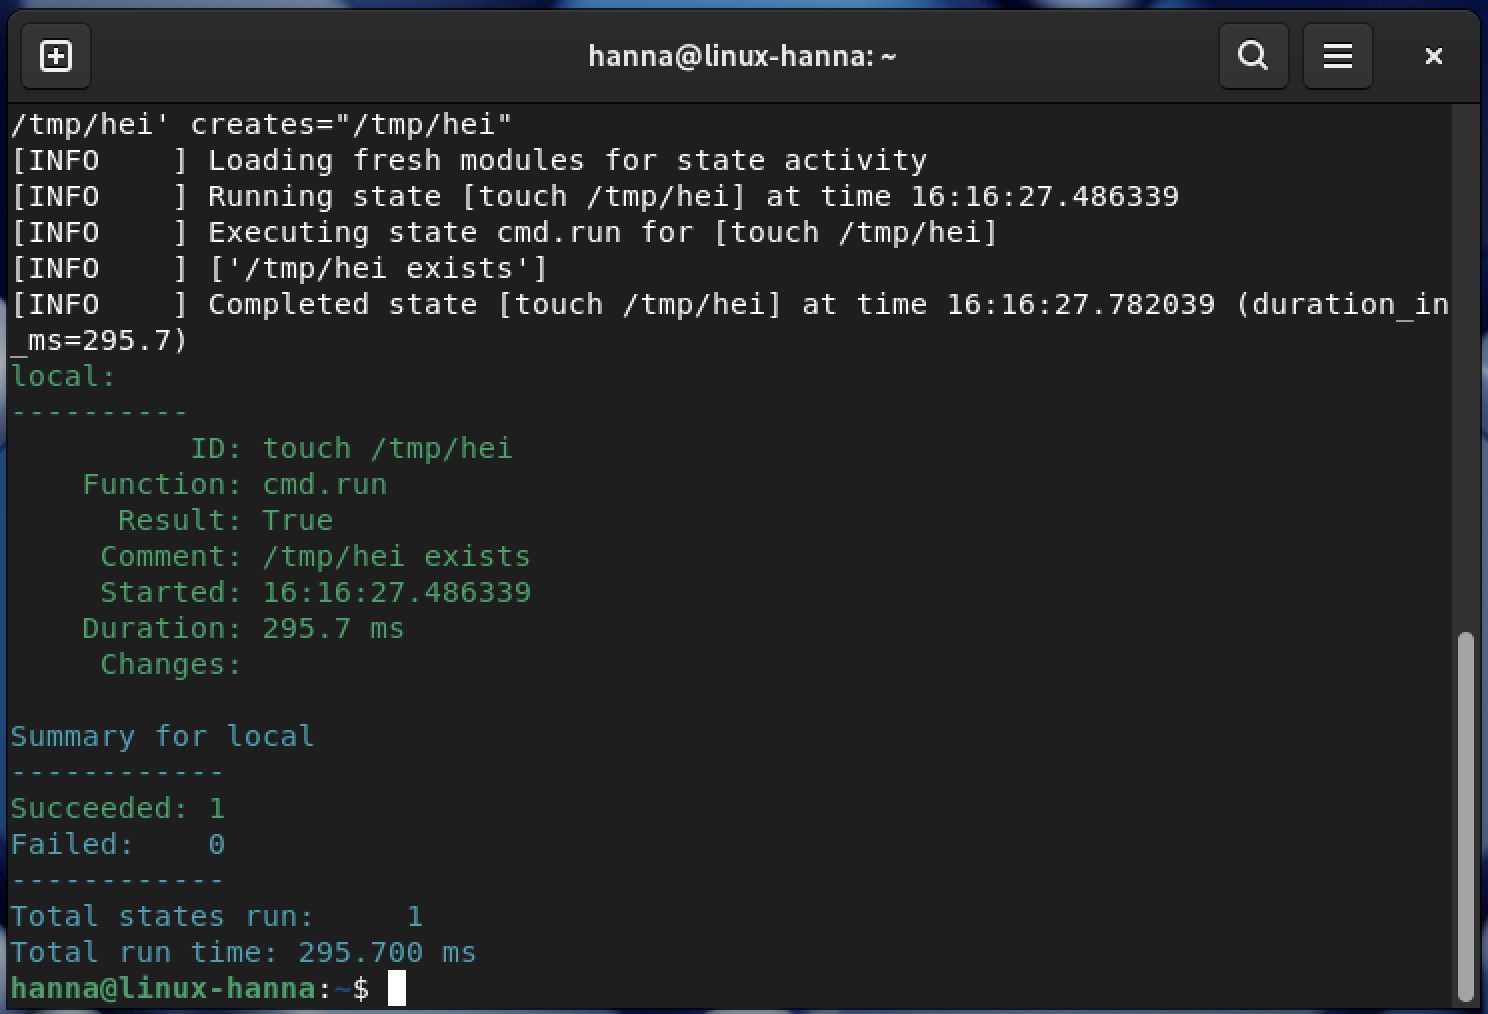 hanna@linux-hanna: ~
/tmp/hei' creates="/tmp/hei"
[INFO    ] Loading fresh modules for state activity
[INFO    ] Running state [touch /tmp/hei] at time 16:16:27.486339
[INFO    ] Executing state cmd.run for [touch /tmp/hei]
[INFO    ] ['/tmp/hei exists']
[INFO    ] Completed state [touch /tmp/hei] at time 16:16:27.782039 (duration_in
_ms=295.7)
local:
----------
          ID: touch /tmp/hei
    Function: cmd.run
      Result: True
     Comment: /tmp/hei exists
     Started: 16:16:27.486339
    Duration: 295.7 ms
     Changes:
Summary for local
------------
Succeeded: 1
Failed:    0
------------
Total states run:     1
Total run time: 295.700 ms
hanna@linux-hanna:~$